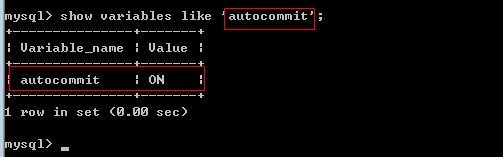 mysql> show variables like 'autocommit';
+---------------+-------+
| Variable_name | Value |
+---------------+-------+
| autocommit    | ON    |
+---------------+-------+
1 row in set (0.00 sec)
mysql> _